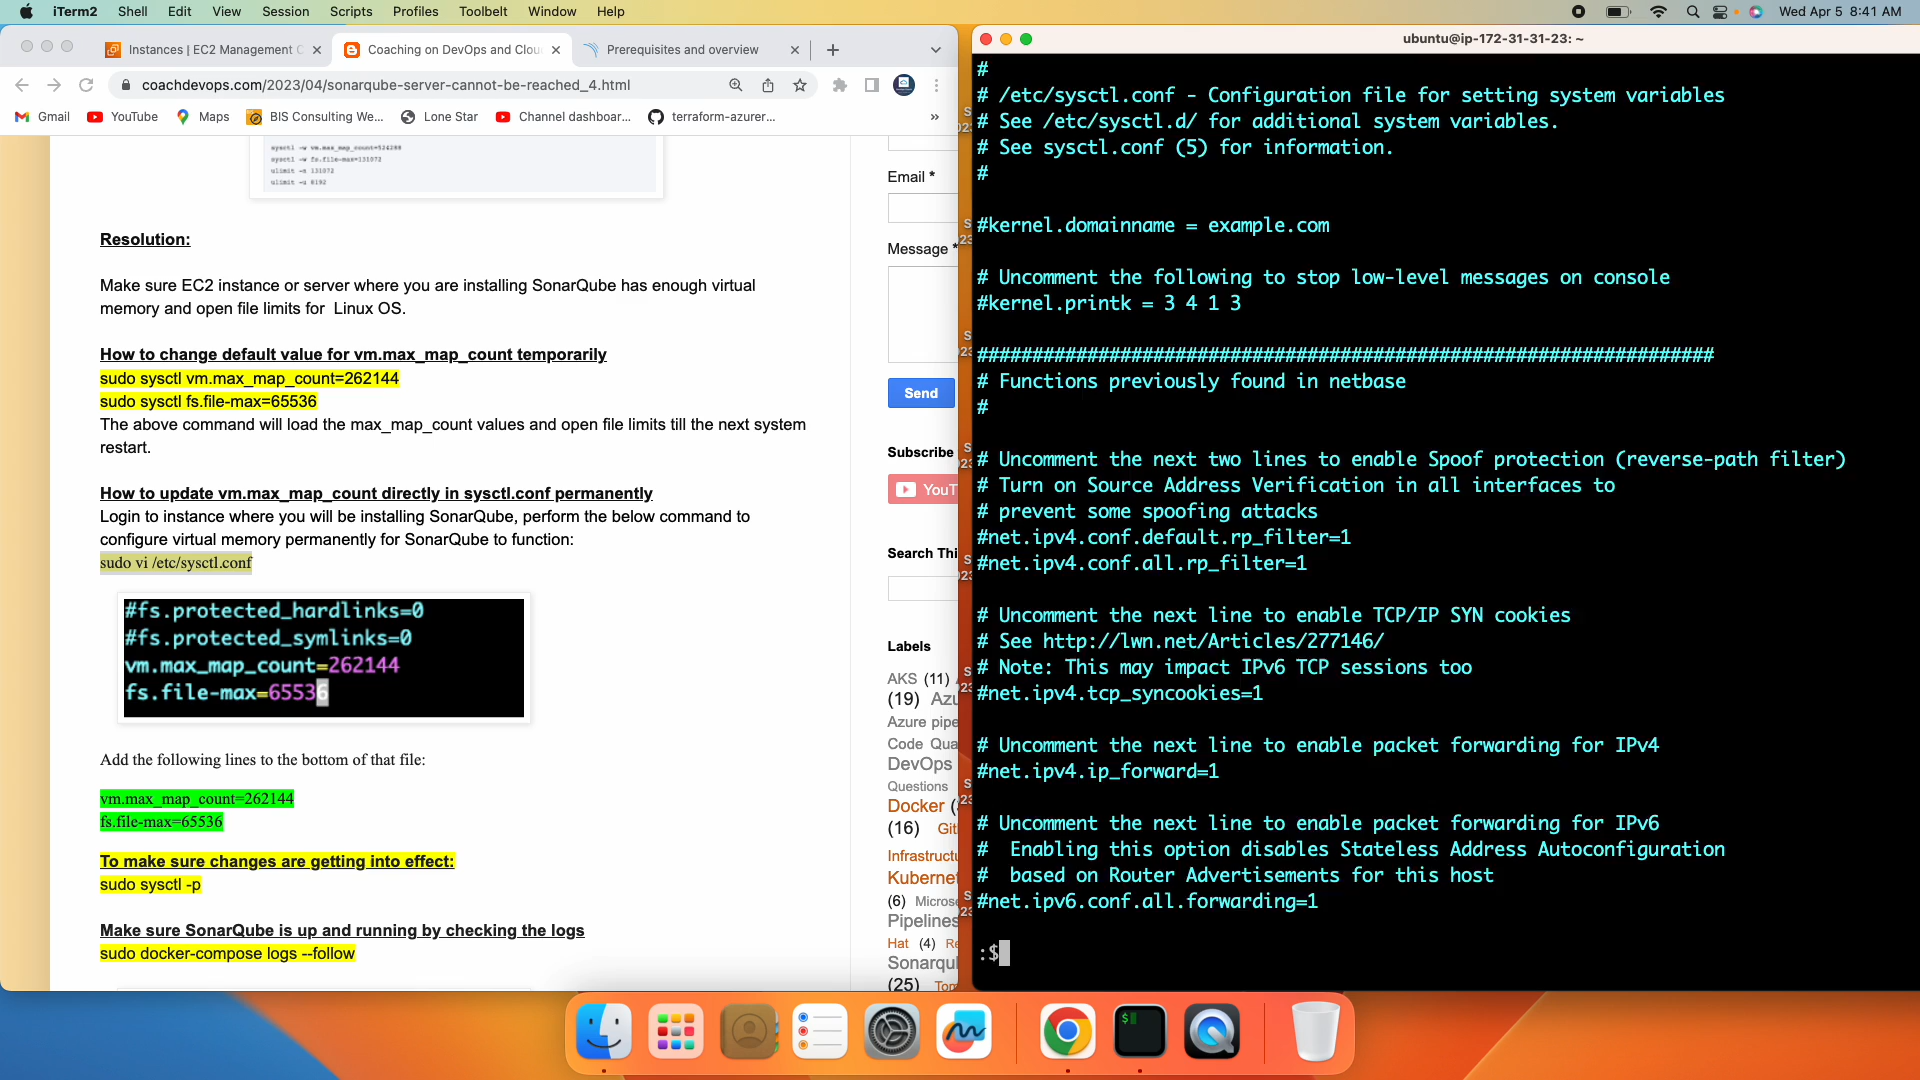 iTerm2 Shell Edit View Session Scripts Profiles Toolbelt Window Help
Wed Apr 5 8:41 AM
Instances | EC2 Management C
Coaching on DevOps and Clou
Prerequisites and overview
coachdevops.com/2023/04/sonarqube-server-cannot-be-reached_4.html
Gmail YouTube Maps BIS Consulting We... Lone Star Channel dashboar... terraform-azurer...
»
sysctl -w vm.max_map_count=524288
sysctl -w fs.file-max=131072
ulimit -n 131072
ulimit -u 8192
Resolution:
Make sure EC2 instance or server where you are installing SonarQube has enough virtual
memory and open file limits for Linux OS.
How to change default value for vm.max_map_count temporarily
sudo sysctl vm.max_map_count=262144
sudo sysctl fs.file-max=65536
The above command will load the max_map_count values and open file limits till the next system
restart.
How to update vm.max_map_count directly in sysctl.conf permanently
Login to instance where you will be installing SonarQube, perform the below command to
configure virtual memory permanently for SonarQube to function:
sudo vi /etc/sysctl.conf
#fs.protected_hardlinks=0
#fs.protected_symlinks=0
vm.max_map_count=262144
fs.file-max=65536
Add the following lines to the bottom of that file:
vm.max_map_count=262144
fs.file-max=65536
To make sure changes are getting into effect:
sudo sysctl -p
Make sure SonarQube is up and running by checking the logs
sudo docker-compose logs --follow
Email *
Message *
Send
Subscribe
YouT
Search Thi
Labels
AKS (11)
(19) Azu
Azure pipe
Code Qua
DevOps
Questions
Docker (
(16) Git
Infrastructu
Kubernet
(6) Microso
Pipelines
Hat (4) Re
Sonarqu
(25) Tom
ubuntu@ip-172-31-31-23: ~
#
# /etc/sysctl.conf - Configuration file for setting system variables
# See /etc/sysctl.d/ for additional system variables.
# See sysctl.conf (5) for information.
#
#kernel.domainname = example.com
# Uncomment the following to stop low-level messages on console
#kernel.printk = 3 4 1 3
###################################################################
# Functions previously found in netbase
#
# Uncomment the next two lines to enable Spoof protection (reverse-path filter)
# Turn on Source Address Verification in all interfaces to
# prevent some spoofing attacks
#net.ipv4.conf.default.rp_filter=1
#net.ipv4.conf.all.rp_filter=1
# Uncomment the next line to enable TCP/IP SYN cookies
# See http://lwn.net/Articles/277146/
# Note: This may impact IPv6 TCP sessions too
#net.ipv4.tcp_syncookies=1
# Uncomment the next line to enable packet forwarding for IPv4
#net.ipv4.ip_forward=1
# Uncomment the next line to enable packet forwarding for IPv6
#  Enabling this option disables Stateless Address Autoconfiguration
#  based on Router Advertisements for this host
#net.ipv6.conf.all.forwarding=1
:$